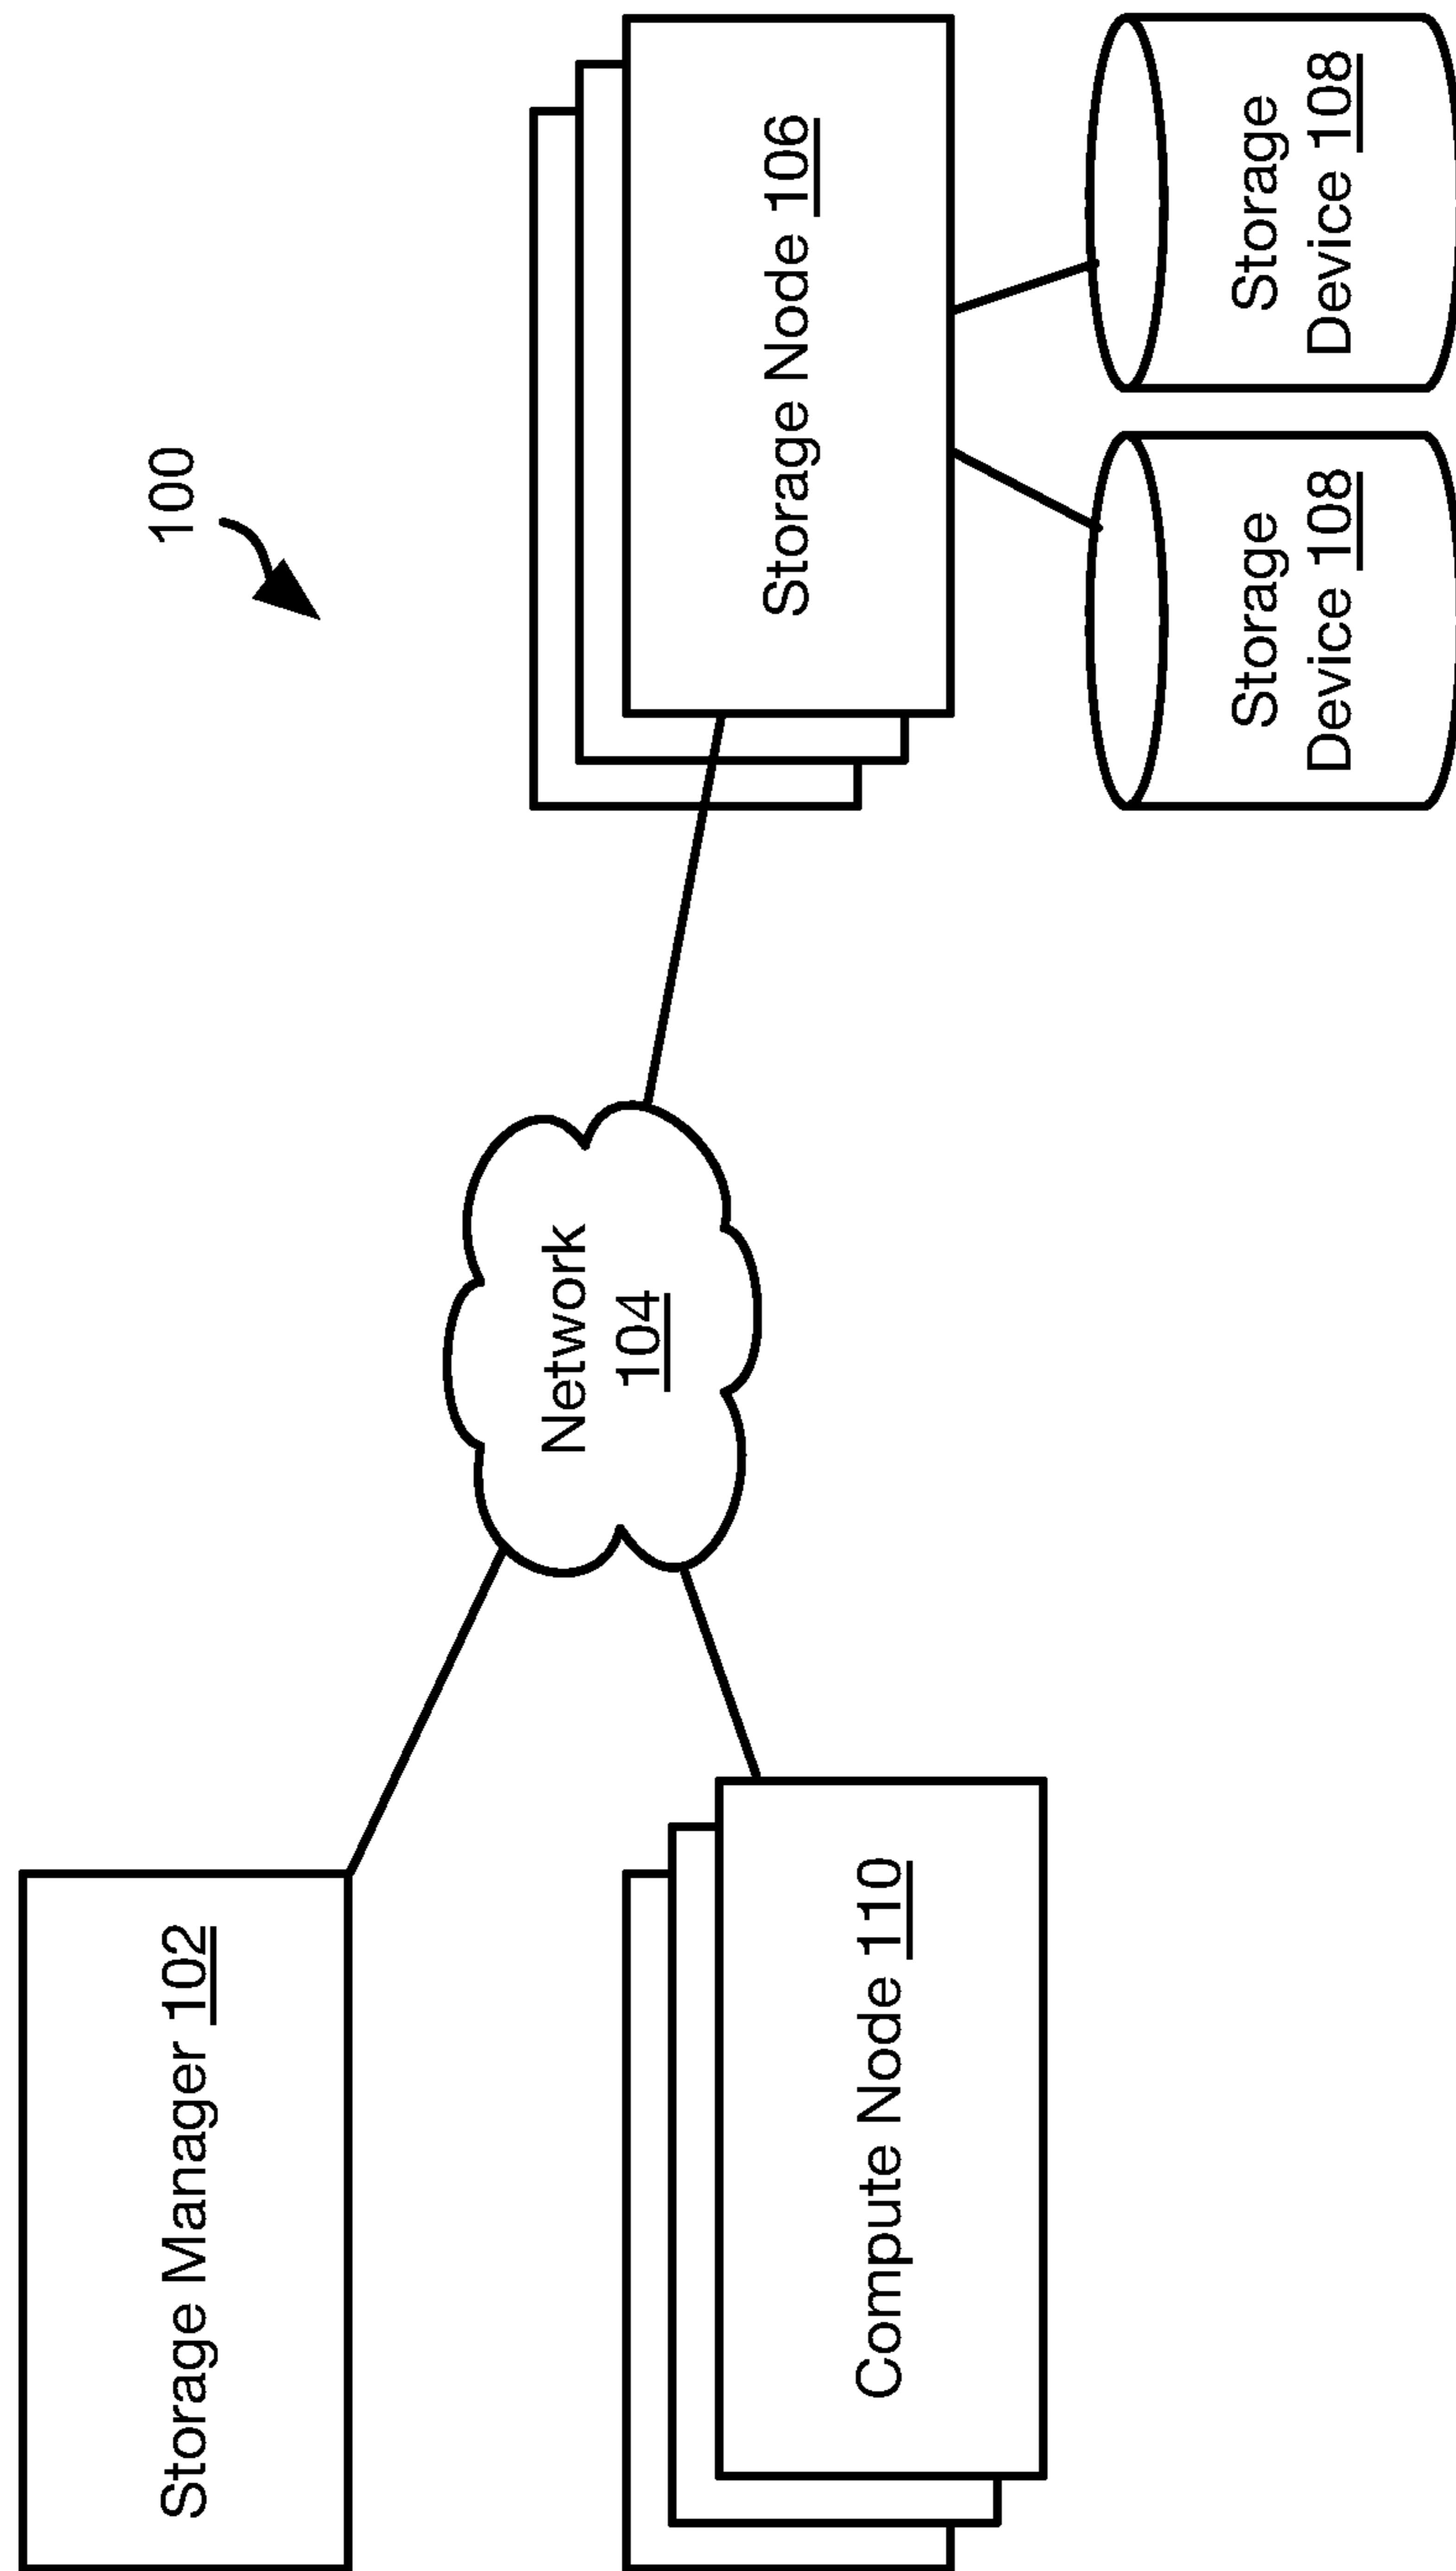 100
Storage Manager 102
Network
104
Storage Node 106
Compute Node 110
Storage
Device 108
Storage
Device 108